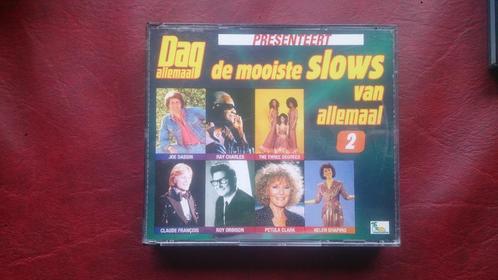 PRESENTEERT
Dag
allemaal
de mooiste slows
van
allemaal
2
JOE DASSIN
RAY CHARLES
THE THREE DEGREES
CLAUDE FRANÇOIS
ROY ORBISON
PETULA CLARK
HELEN SHAPIRO